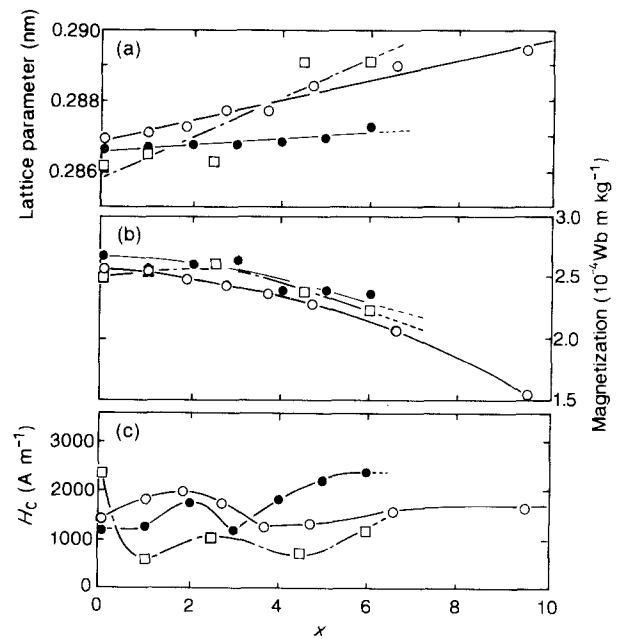 0.290
(a)
0.288
0.286
Lattice parameter (nm)
3.0
(b)
2.5
2.0
1.5
Magnetization (10⁻⁴Wb m kg⁻¹)
(c)
3000
2000
1000
0
H_C (A m⁻¹)
0 2 4 6 8 10
x